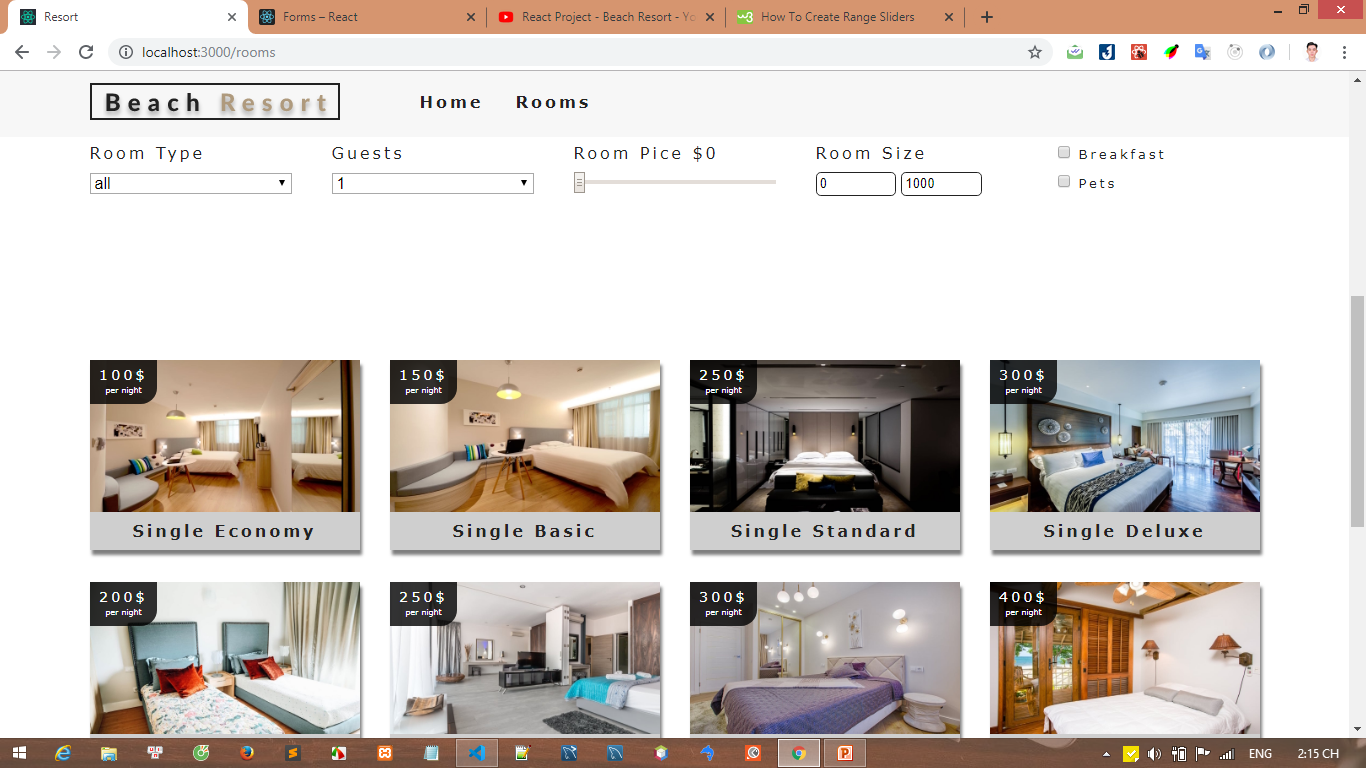 Resort
Forms – React
React Project - Beach Resort - Yo
How To Create Range Sliders
localhost:3000/rooms
Beach Resort
Home
Rooms
Room Type
Guests
Room Pice $0
Room Size
Breakfast
all
1
0
1000
Pets
100$
per night
150$
per night
250$
per night
300$
per night
Single Economy
Single Basic
Single Standard
Single Deluxe
200$
per night
250$
per night
300$
per night
400$
per night
ENG
2:15 CH